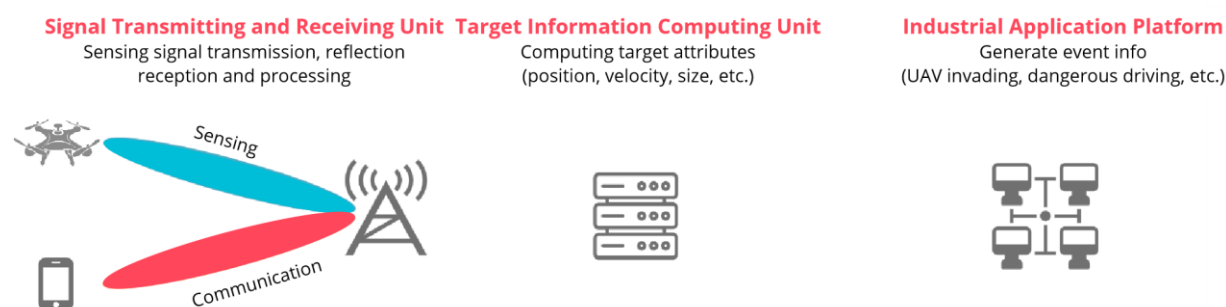 Signal Transmitting and Receiving Unit
Sensing signal transmission, reflection
reception and processing
Target Information Computing Unit
Computing target attributes
(position, velocity, size, etc.)
Industrial Application Platform
Generate event info
(UAV invading, dangerous driving, etc.)
Sensing
Communication